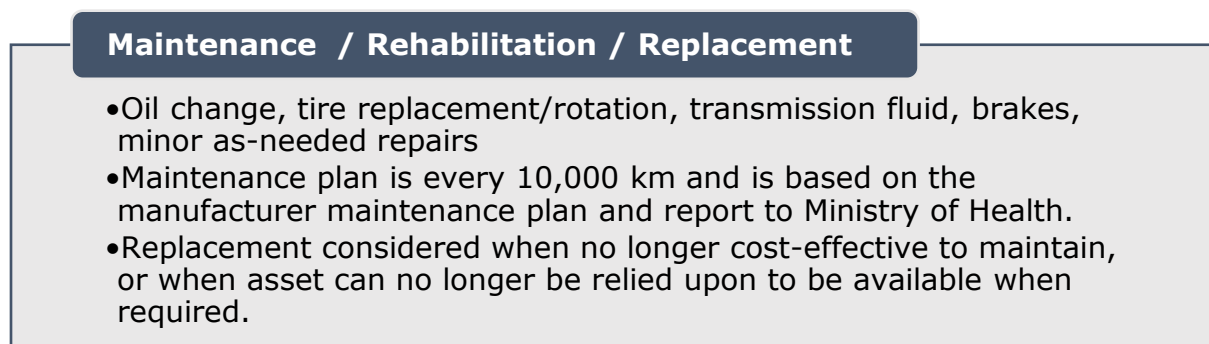 Maintenance / Rehabilitation / Replacement
•Oil change, tire replacement/rotation, transmission fluid, brakes,
minor as-needed repairs
•Maintenance plan is every 10,000 km and is based on the
manufacturer maintenance plan and report to Ministry of Health.
•Replacement considered when no longer cost-effective to maintain,
or when asset can no longer be relied upon to be available when
required.